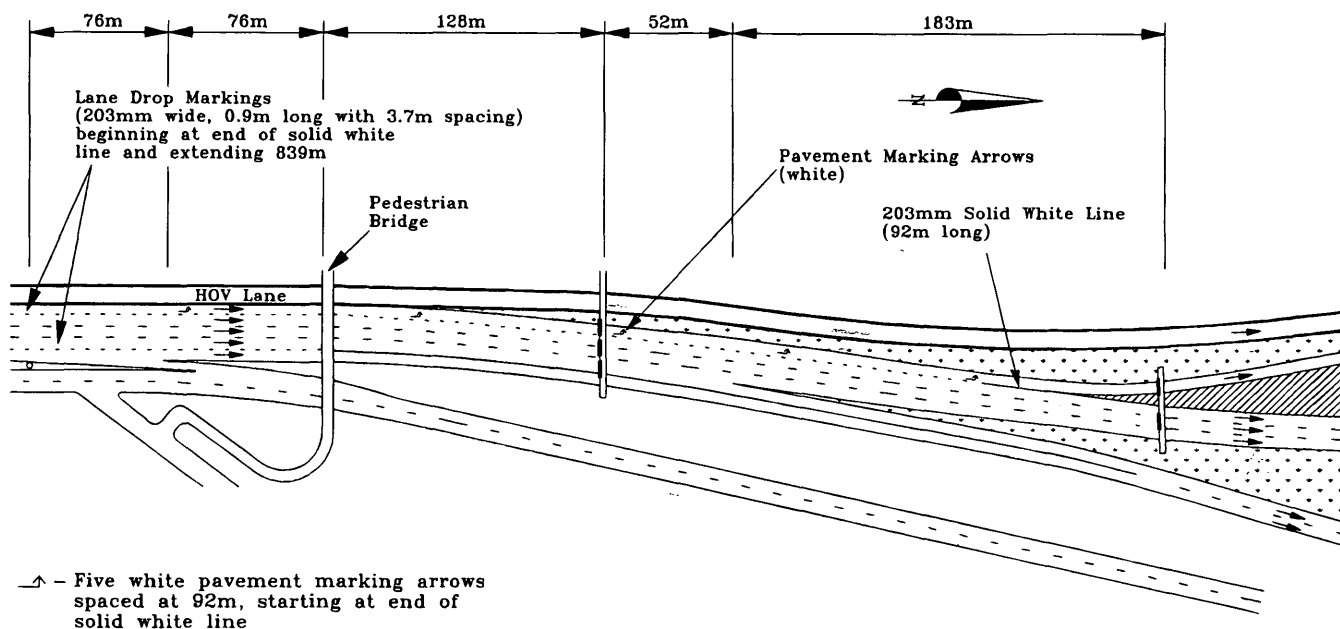 76m
76m
128m
52m
183m
Lane Drop Markings
(203mm wide, 0.9m long with 3.7m spacing)
beginning at end of solid white
line and extending 839m
N
Pavement Marking Arrows
(white)
Pedestrian
Bridge
203mm Solid White Line
(92m long)
HOV Lane
– Five white pavement marking arrows
spaced at 92m, starting at end of
solid white line